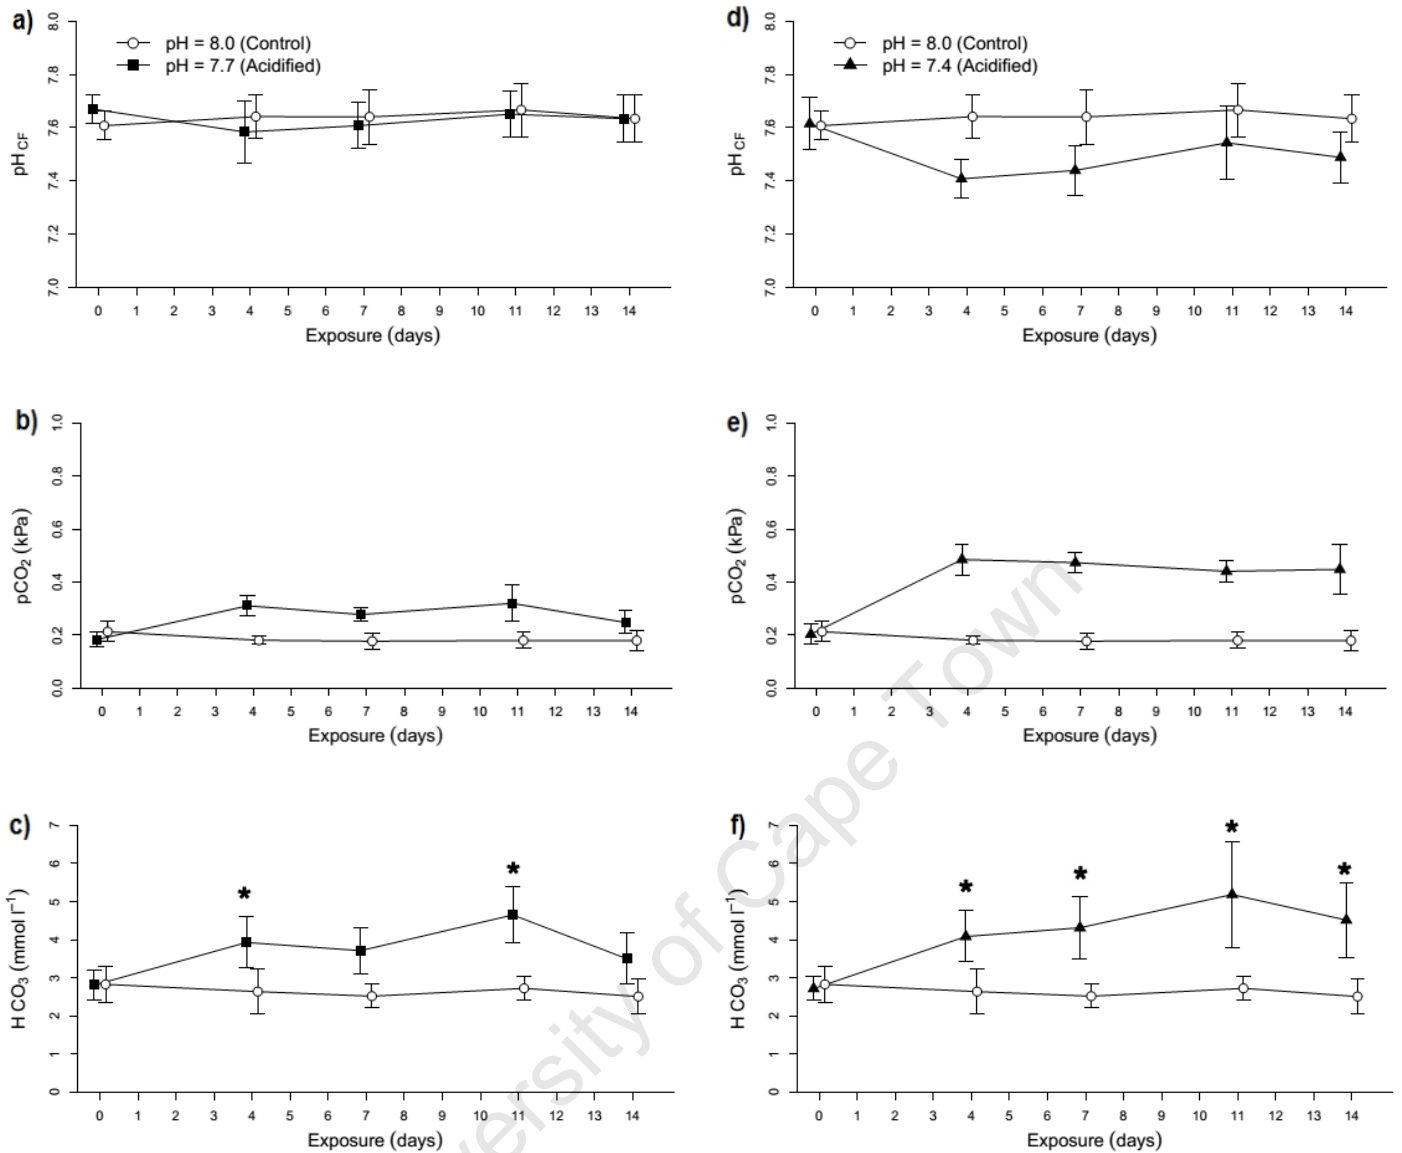 a)
8.0
7.8
7.6
7.4
7.2
7.0
pH CF
pH = 8.0 (Control)
pH = 7.7 (Acidified)
0 1 2 3 4 5 6 7 8 9 10 11 12 13 14
Exposure (days)
d)
8.0
7.8
7.6
7.4
7.2
7.0
pH CF
pH = 8.0 (Control)
pH = 7.4 (Acidified)
0 1 2 3 4 5 6 7 8 9 10 11 12 13 14
Exposure (days)
b)
1.0
0.8
0.6
0.4
0.2
0.0
pCO2 (kPa)
0 1 2 3 4 5 6 7 8 9 10 11 12 13 14
Exposure (days)
e)
1.0
0.8
0.6
0.4
0.2
0.0
pCO2 (kPa)
0 1 2 3 4 5 6 7 8 9 10 11 12 13 14
Exposure (days)
c)
7
6
5
4
3
2
1
0
H CO3 (mmol l−1)
* *
0 1 2 3 4 5 6 7 8 9 10 11 12 13 14
Exposure (days)
f)
7
6
5
4
3
2
1
0
H CO3 (mmol l−1)
* * * *
0 1 2 3 4 5 6 7 8 9 10 11 12 13 14
Exposure (days)
versity of Cape Town